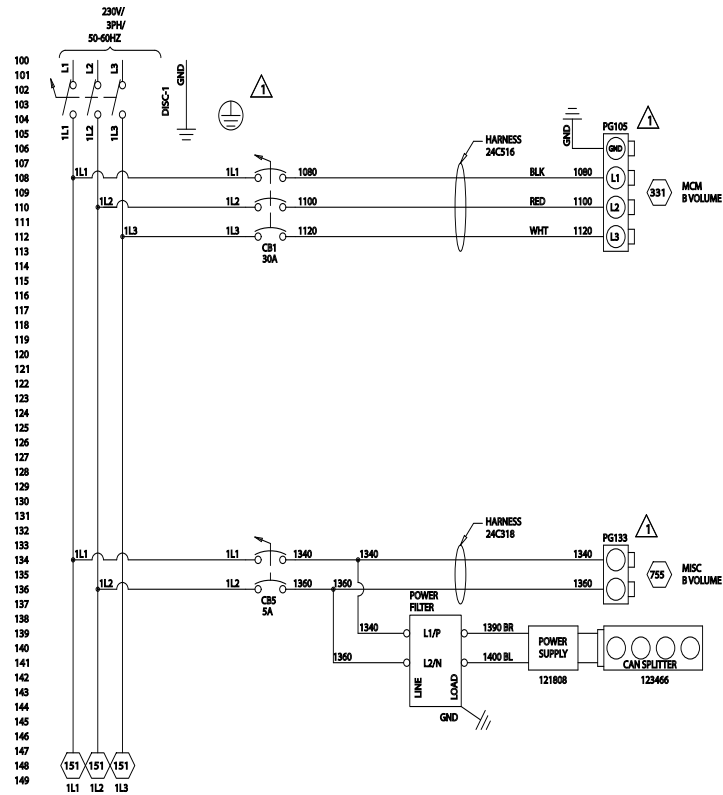 230V/
3PH/
50-60HZ
100
101
102
103
104
105
106
107
108
109
110
111
112
113
114
115
116
117
118
119
120
121
122
123
124
125
126
127
128
129
130
131
132
133
134
135
136
137
138
139
140
141
142
143
144
145
146
147
148
149
L1 L2 L3
GND
DISC-1
1L1 1L2 1L3
1
GND
PG105
1
GND
HARNESS
24C516
1L1 1L1 1080 BLK 1080 L1
1L2 1L2 1100 RED 1100 L2
1L3 1L3 1120 WHT 1120 L3
331 MCM
B VOLUME
CB1
30A
HARNESS
24C318
PG133
1
1L1 1L1 1340 1340 1340
1L2 1L2 1360 1360 1360
755 MISC
B VOLUME
CB5
5A
POWER
FILTER
1340 L1/P 1390 BR
1360 L2/N 1400 BL
LINE LOAD
GND
POWER
SUPPLY
121808
CAN SPLITTER
123466
151 151 151
1L1 1L2 1L3